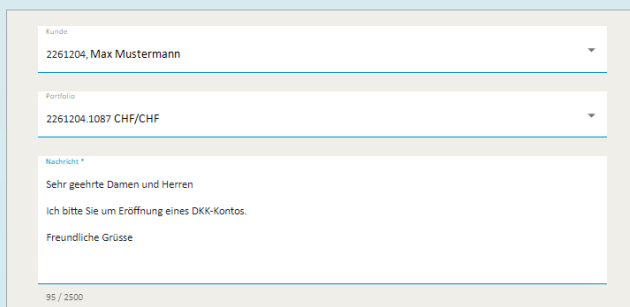 Kunde
2261204, Max Mustermann
Portfolio
2261204.1087 CHF/CHF
Nachricht *
Sehr geehrte Damen und Herren
Ich bitte Sie um Eröffnung eines DKK-Kontos.
Freundliche Grüsse
95 / 2500